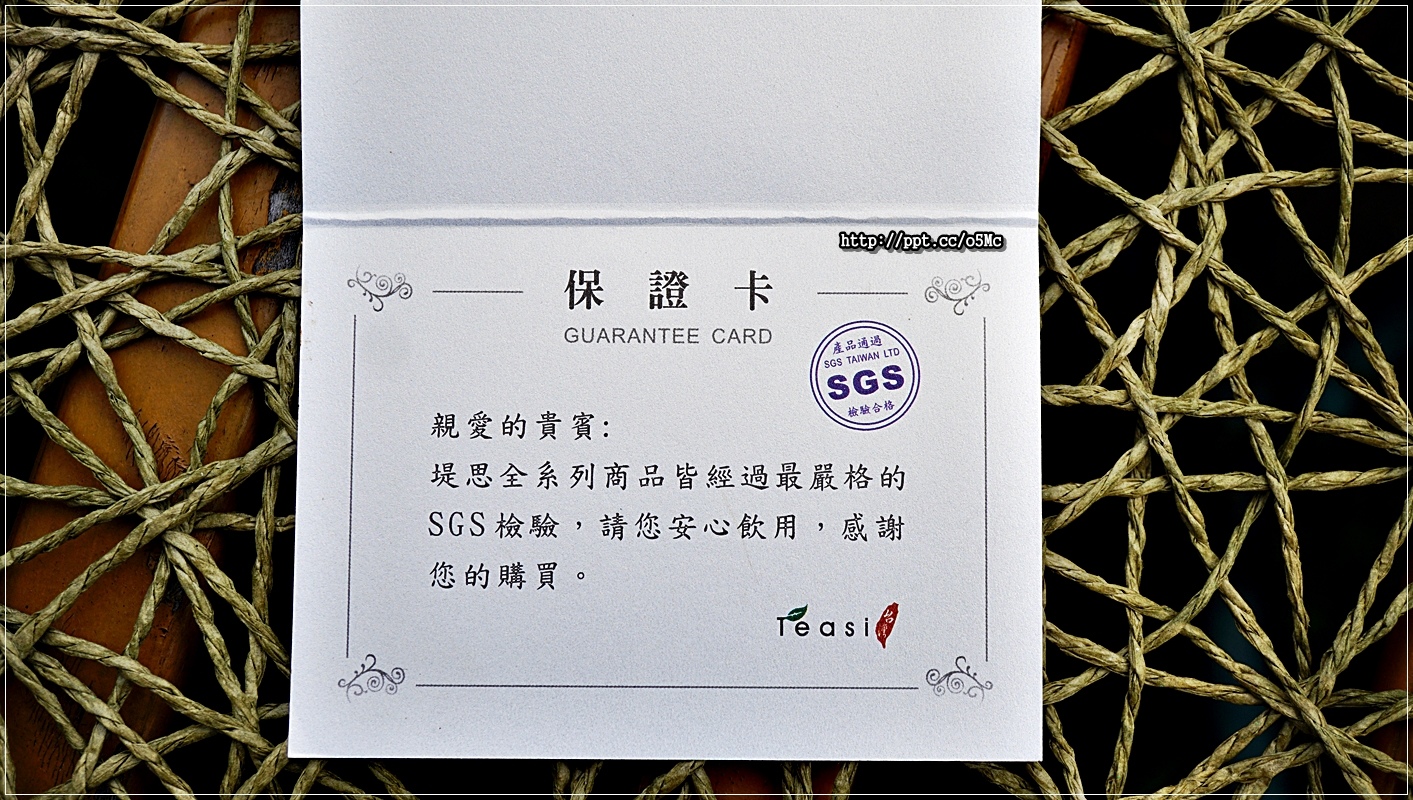 http://ppt.cc/o5Mc
保證卡
GUARANTEE CARD
產品通過
SGS TAIWAN LTD
SGS
檢驗合格
親愛的貴賓:
堤思全系列商品皆經過最嚴格的
SGS檢驗，請您安心飲用，感謝
您的購買。
Teasi
台灣